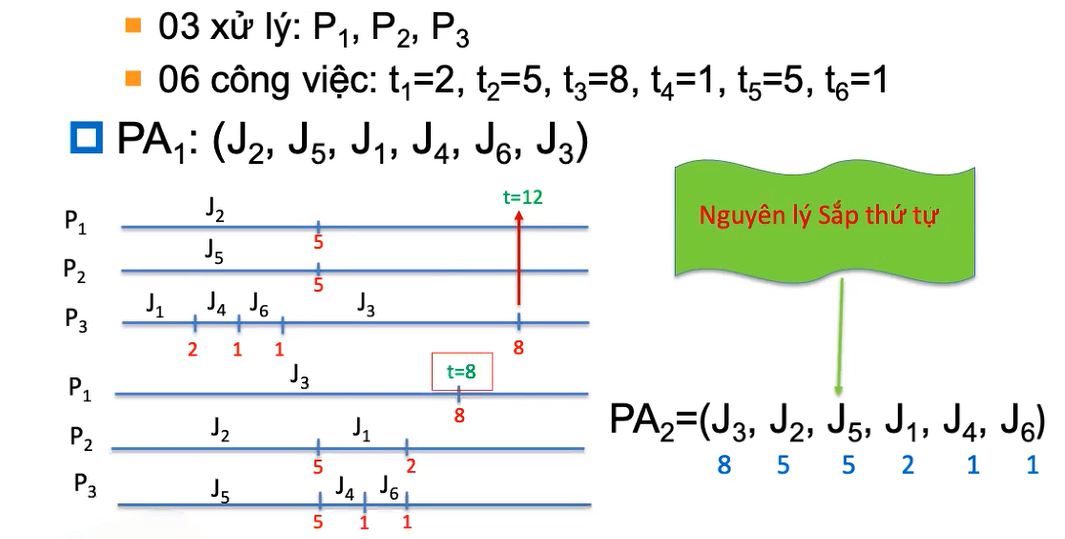 03 xử lý: P1, P2, P3
06 công việc: t1=2, t2=5, t3=8, t4=1, t5=5, t6=1
PA1: (J2, J5, J1, J4, J6, J3)
Nguyên lý Sắp thứ tự
P1 J2 t=12
5
P2 J5
5
P3 J1 J4 J6 J3
2 1 1 8
P1 J3 t=8
8
P2 J2 J1
5 2
P3 J5 J4 J6
5 1 1
PA2=(J3, J2, J5, J1, J4, J6)
8 5 5 2 1 1